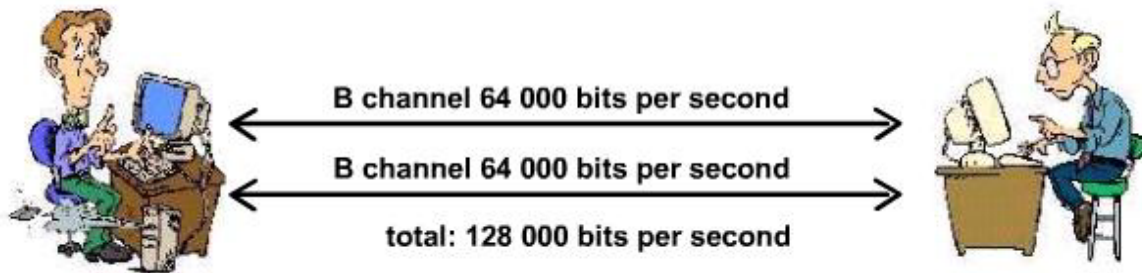 B channel 64 000 bits per second
B channel 64 000 bits per second
total: 128 000 bits per second